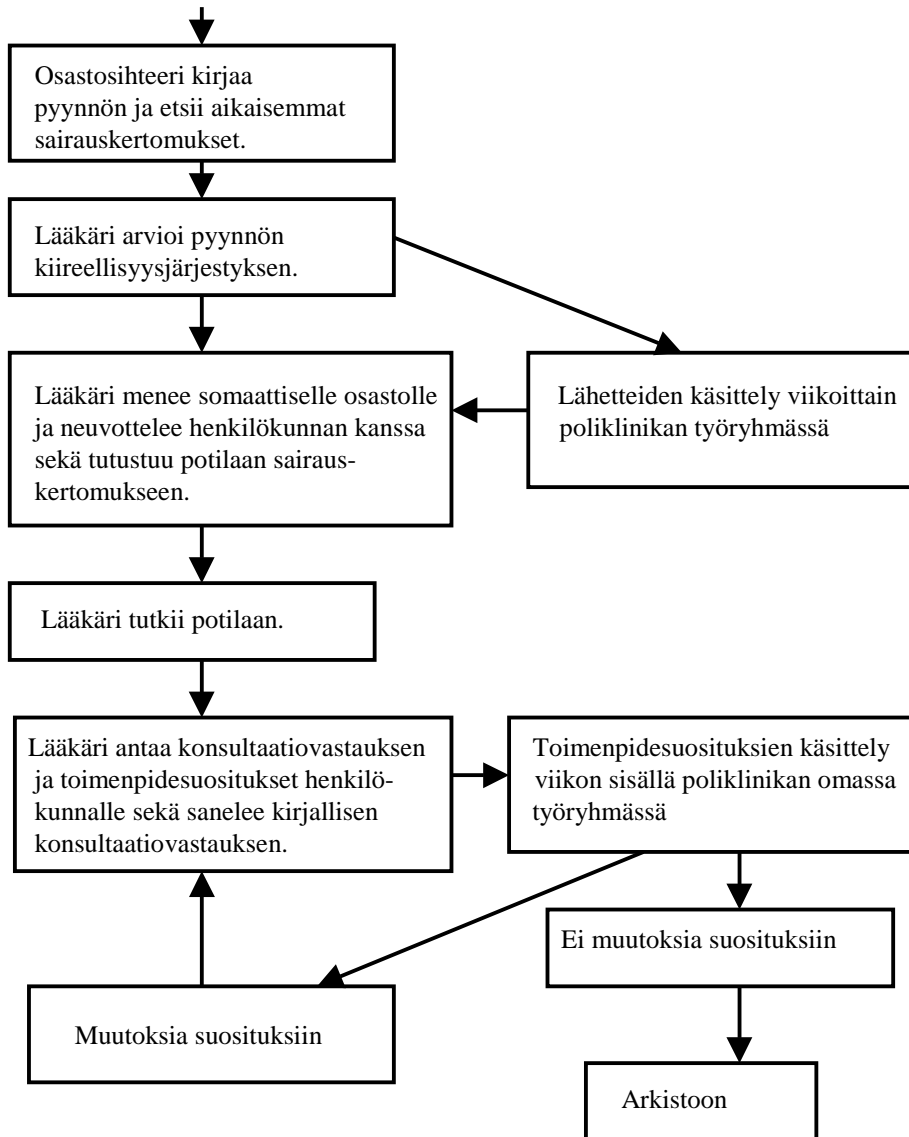 Osastosihteeri kirjaa
pyynnön ja etsii aikaisemmat
sairauskertomukset.
Lääkäri arvioi pyynnön
kiireellisyysjärjestyksen.
Lääkäri menee somaattiselle osastolle
ja neuvottelee henkilökunnan kanssa
sekä tutustuu potilaan sairaus-
kertomukseen.
Lähetteiden käsittely viikoittain
poliklinikan työryhmässä
Lääkäri tutkii potilaan.
Lääkäri antaa konsultaatiovastauksen
ja toimenpidesuositukset henkilö-
kunnalle sekä sanelee kirjallisen
konsultaatiovastauksen.
Toimenpidesuosituksien käsittely
viikon sisällä poliklinikan omassa
työryhmässä
Ei muutoksia suosituksiin
Muutoksia suosituksiin
Arkistoon